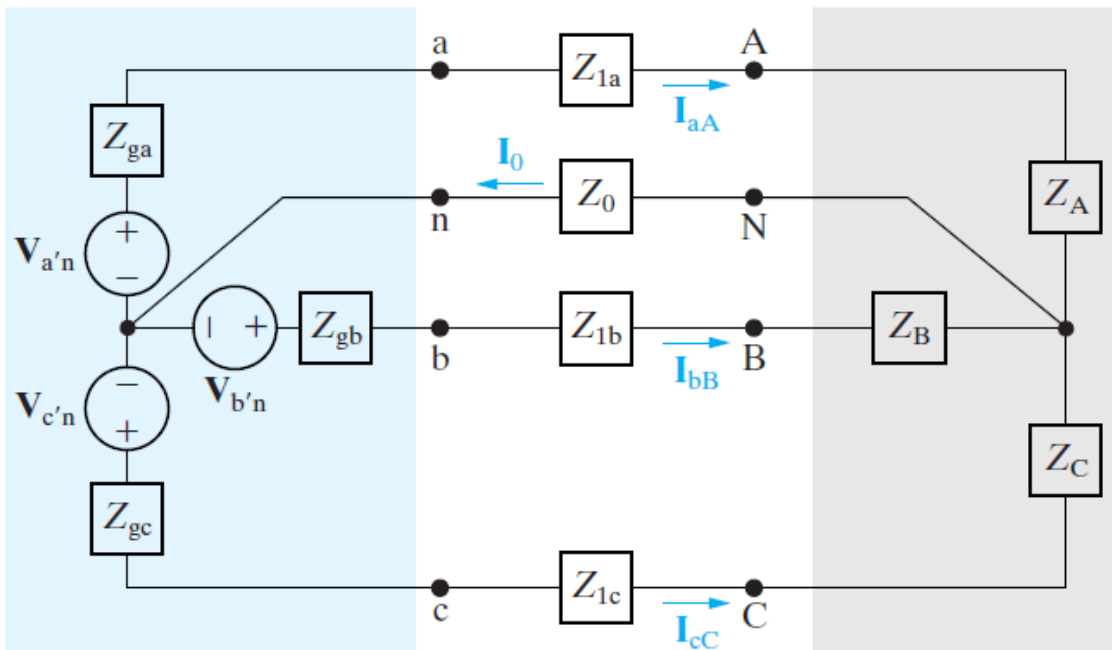 a Z1a A
IaA
Zga
I0
n Z0 N
ZA
+
Va′n
−
− + Zgb b Z1b B ZB
IbB
Vb′n
−
Vc′n
+
ZC
Zgc
c Z1c C
IcC